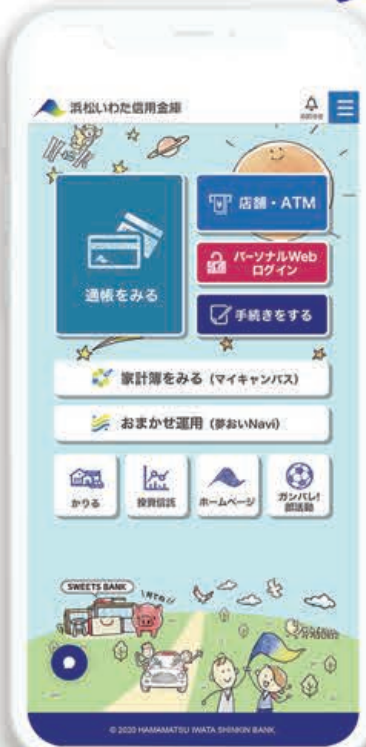 浜松いわた信用金庫
通帳をみる
店舗・ATM
パーソナルWeb
ログイン
手続きをする
家計簿をみる（マイキャンパス）
おまかせ運用（夢おいNavi）
かりる
投資信託
ホームページ
ガンバレ!
部活動
SWEETS BANK
© 2020 HAMAMATSU IWATA SHINKIN BANK